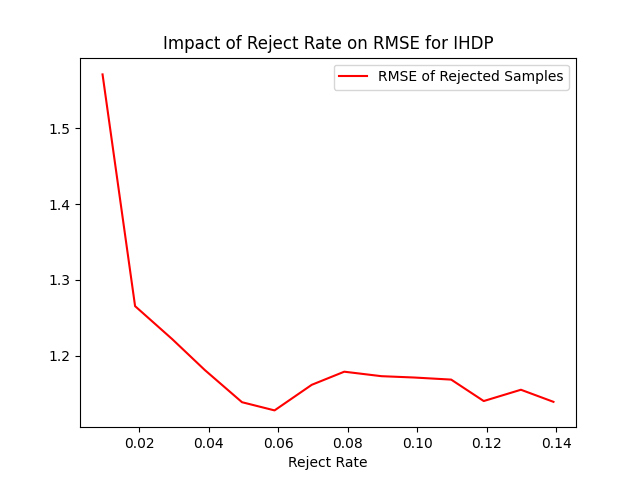 Impact of Reject Rate on RMSE for IHDP
RMSE of Rejected Samples
1.5
1.4
1.3
1.2
0.02 0.04 0.06 0.08 0.10 0.12 0.14
Reject Rate